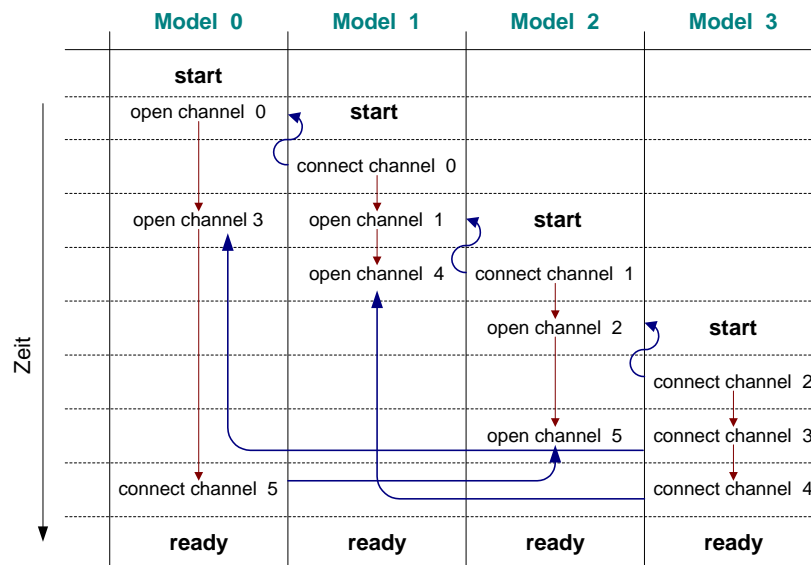 Model 0 Model 1 Model 2 Model 3
start
open channel 0 start
connect channel 0
open channel 3 open channel 1 start
open channel 4 connect channel 1
open channel 2 start
Zeit
connect channel 2
open channel 5 connect channel 3
connect channel 5 connect channel 4
ready ready ready ready